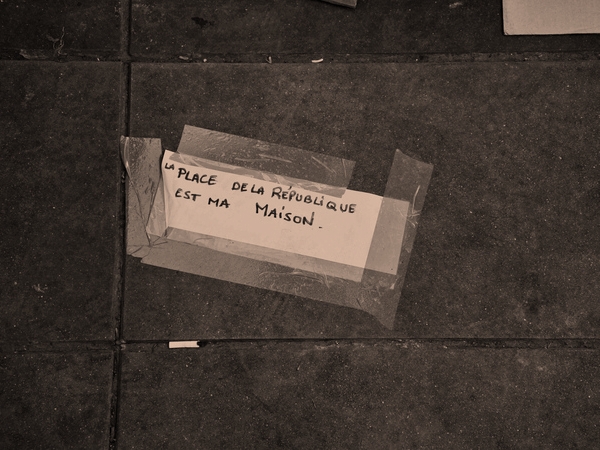 LA PLACE DE LA RÉPUBLIQUE
EST MA MAISON.